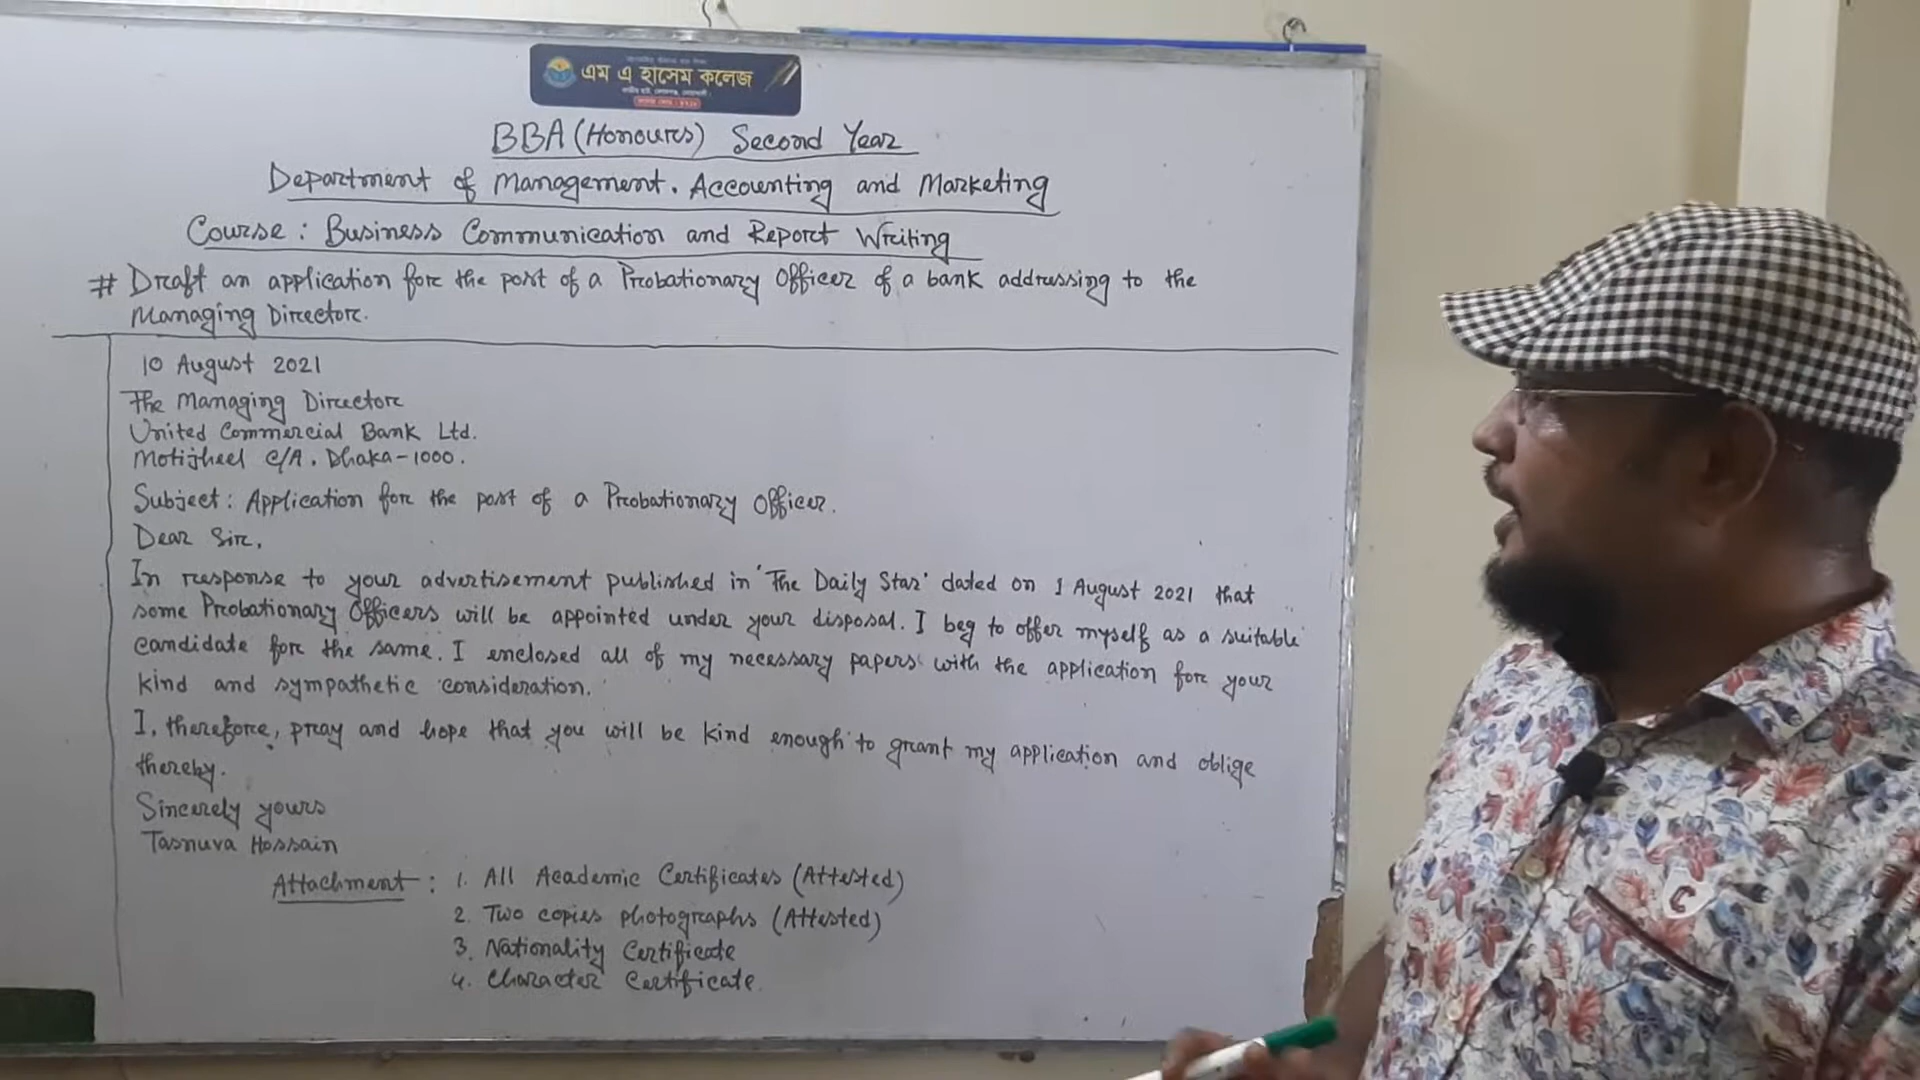 এম এ হাসেম কলেজ
BBA (Honours) Second Year
Department of Management. Accounting and Marketing
Course: Business Communication and Report Writing
# Draft an application for the post of a Probationary Officer of a bank addressing to the
Managing Director.
10 August 2021
The Managing Director
United Commercial Bank Ltd.
Motijheel C/A. Dhaka-1000.
Subject: Application for the post of a Probationary Officer.
Dear Sir,
In response to your advertisement published in 'The Daily Star' dated on 1 August 2021 that
some Probationary Officers will be appointed under your disposal. I beg to offer myself as a suitable
candidate for the same. I enclosed all of my necessary papers with the application for your
kind and sympathetic consideration.
I, therefore, pray and hope that you will be kind enough to grant my application and oblige
thereby.
Sincerely yours
Tasnuva Hossain
Attachment: 1. All Academic Certificates (Attested)
2. Two copies photographs (Attested)
3. Nationality Certificate
4. Character Certificate.
C